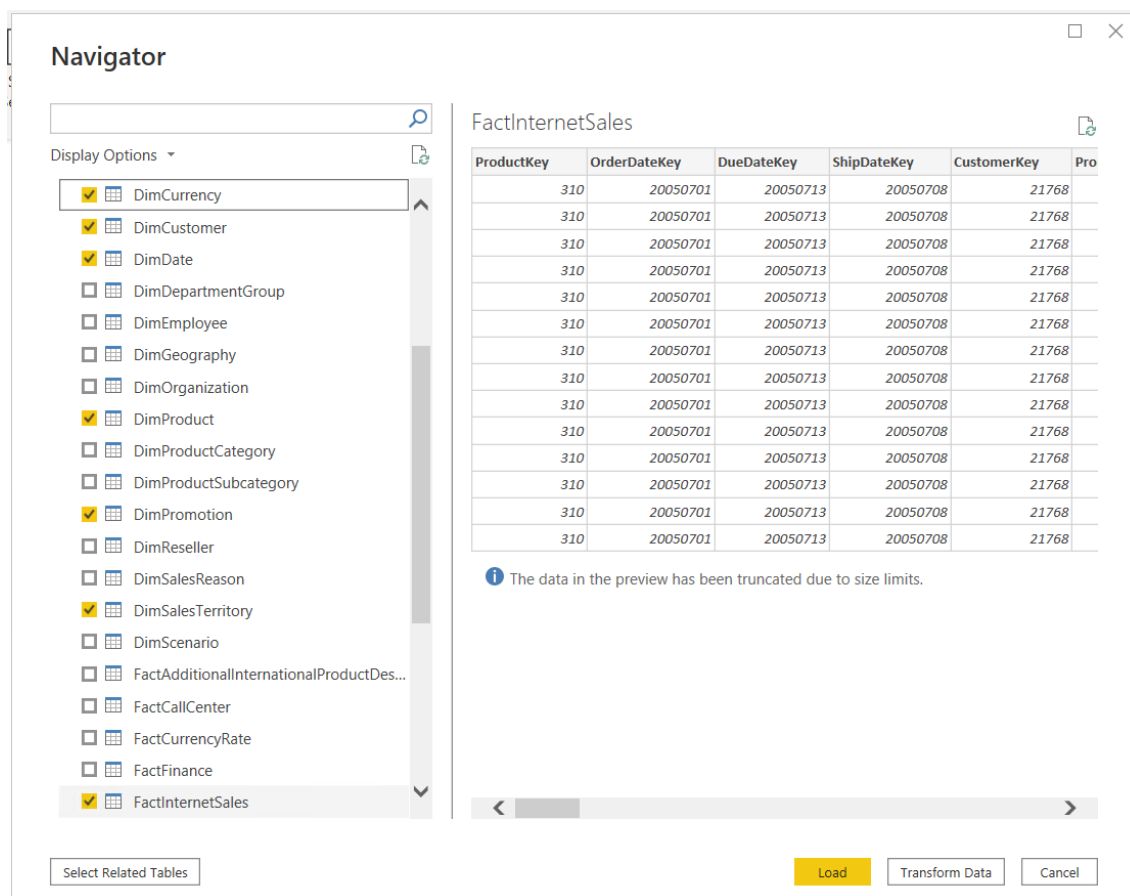 Navigator
Display Options
DimCurrency
DimCustomer
DimDate
DimDepartmentGroup
DimEmployee
DimGeography
DimOrganization
DimProduct
DimProductCategory
DimProductSubcategory
DimPromotion
DimReseller
DimSalesReason
DimSalesTerritory
DimScenario
FactAdditionalInternationalProductDes...
FactCallCenter
FactCurrencyRate
FactFinance
FactInternetSales
FactInternetSales
ProductKey OrderDateKey DueDateKey ShipDateKey CustomerKey Pro
310 20050701 20050713 20050708 21768
310 20050701 20050713 20050708 21768
310 20050701 20050713 20050708 21768
310 20050701 20050713 20050708 21768
310 20050701 20050713 20050708 21768
310 20050701 20050713 20050708 21768
310 20050701 20050713 20050708 21768
310 20050701 20050713 20050708 21768
310 20050701 20050713 20050708 21768
310 20050701 20050713 20050708 21768
310 20050701 20050713 20050708 21768
310 20050701 20050713 20050708 21768
310 20050701 20050713 20050708 21768
310 20050701 20050713 20050708 21768
The data in the preview has been truncated due to size limits.
Select Related Tables
Load
Transform Data
Cancel